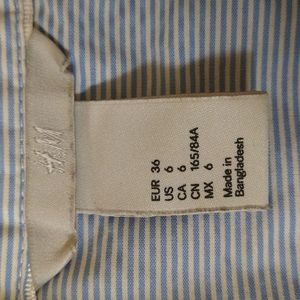 H&M
EUR 36
US 6
CA 6
CN 165/84A
MX 6
Made in
Bangladesh